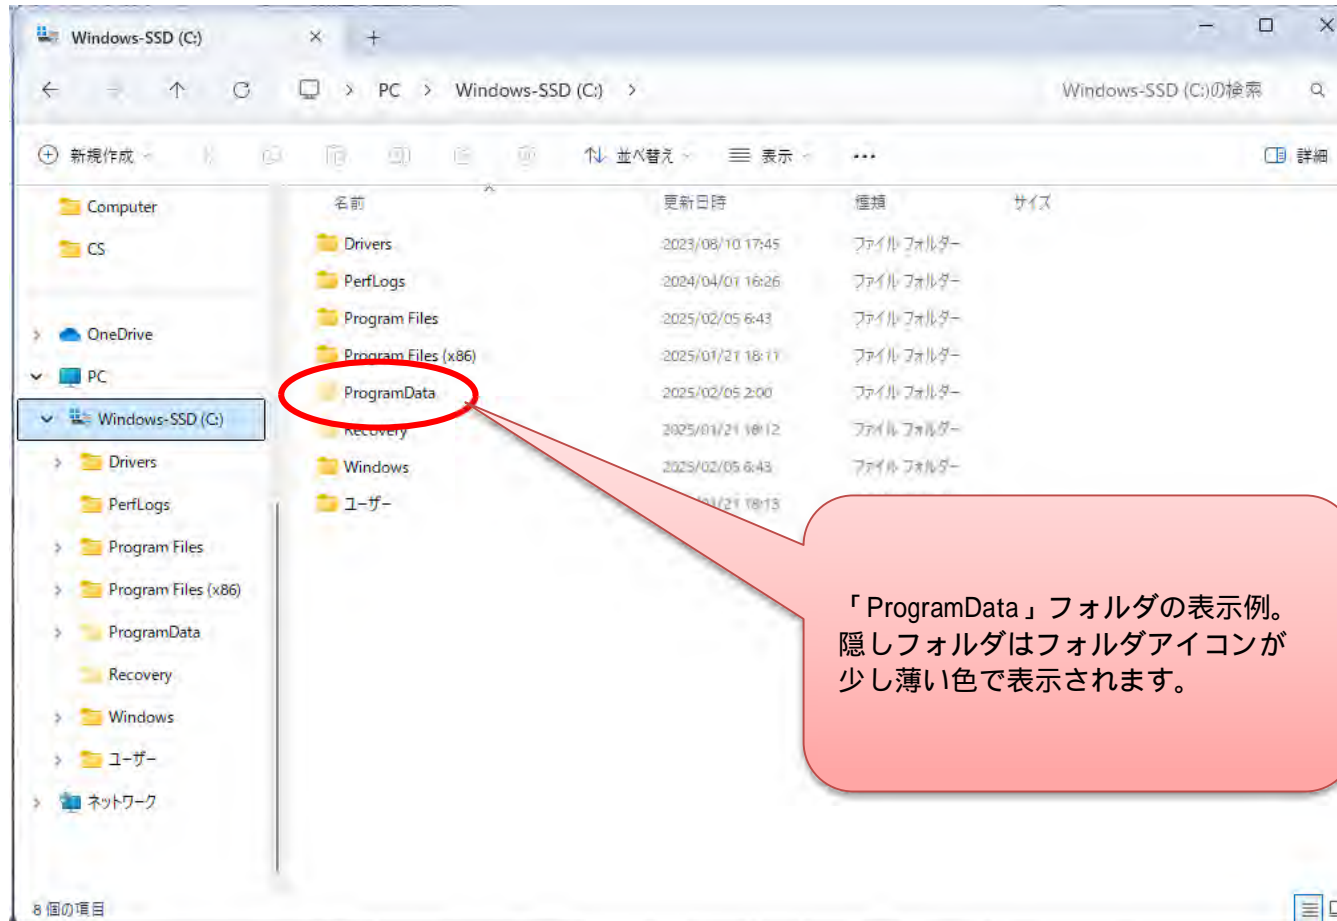 Windows-SSD (C:)
PC > Windows-SSD (C:) >
Windows-SSD (C:)の検索
新規作成
並べ替え
表示
詳細
Computer
CS
OneDrive
PC
Windows-SSD (C:)
Drivers
PerfLogs
Program Files
Program Files (x86)
ProgramData
Recovery
Windows
ユーザー
ネットワーク
名前 更新日時 種類 サイズ
Drivers 2023/08/10 17:45 ファイル フォルダー
PerfLogs 2024/04/01 16:26 ファイル フォルダー
Program Files 2025/02/05 6:43 ファイル フォルダー
Program Files (x86) 2025/01/21 18:11 ファイル フォルダー
ProgramData 2025/02/05 2:00 ファイル フォルダー
Recovery 2025/01/21 18:12 ファイル フォルダー
Windows 2025/02/05 6:43 ファイル フォルダー
ユーザー /01/21 18:13
「ProgramData」フォルダの表示例。
隠しフォルダはフォルダアイコンが
少し薄い色で表示されます。
8 個の項目